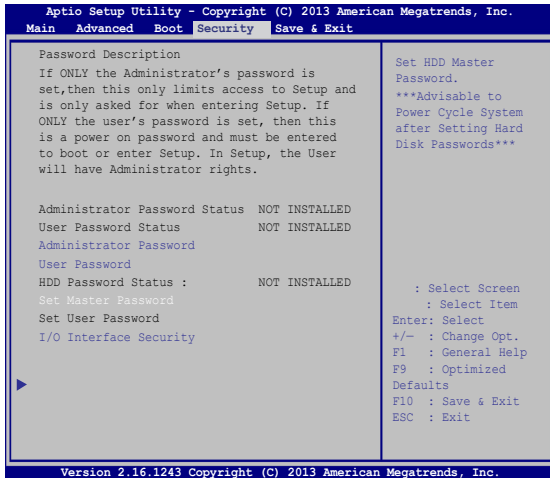 Aptio Setup Utility - Copyright (C) 2013 American Megatrends, Inc.
Main Advanced Boot Security Save & Exit
Password Description
If ONLY the Administrator's password is
set,then this only limits access to Setup and
is only asked for when entering Setup. If
ONLY the user's password is set, then this
is a power on password and must be entered
to boot or enter Setup. In Setup, the User
will have Administrator rights.
Administrator Password Status NOT INSTALLED
User Password Status NOT INSTALLED
Administrator Password
User Password
HDD Password Status : NOT INSTALLED
Set Master Password
Set User Password
I/O Interface Security
Set HDD Master
Password.
***Advisable to
Power Cycle System
after Setting Hard
Disk Passwords***
: Select Screen
: Select Item
Enter: Select
+/— : Change Opt.
F1 : General Help
F9 : Optimized
Defaults
F10 : Save & Exit
ESC : Exit
Version 2.16.1243 Copyright (C) 2013 American Megatrends, Inc.